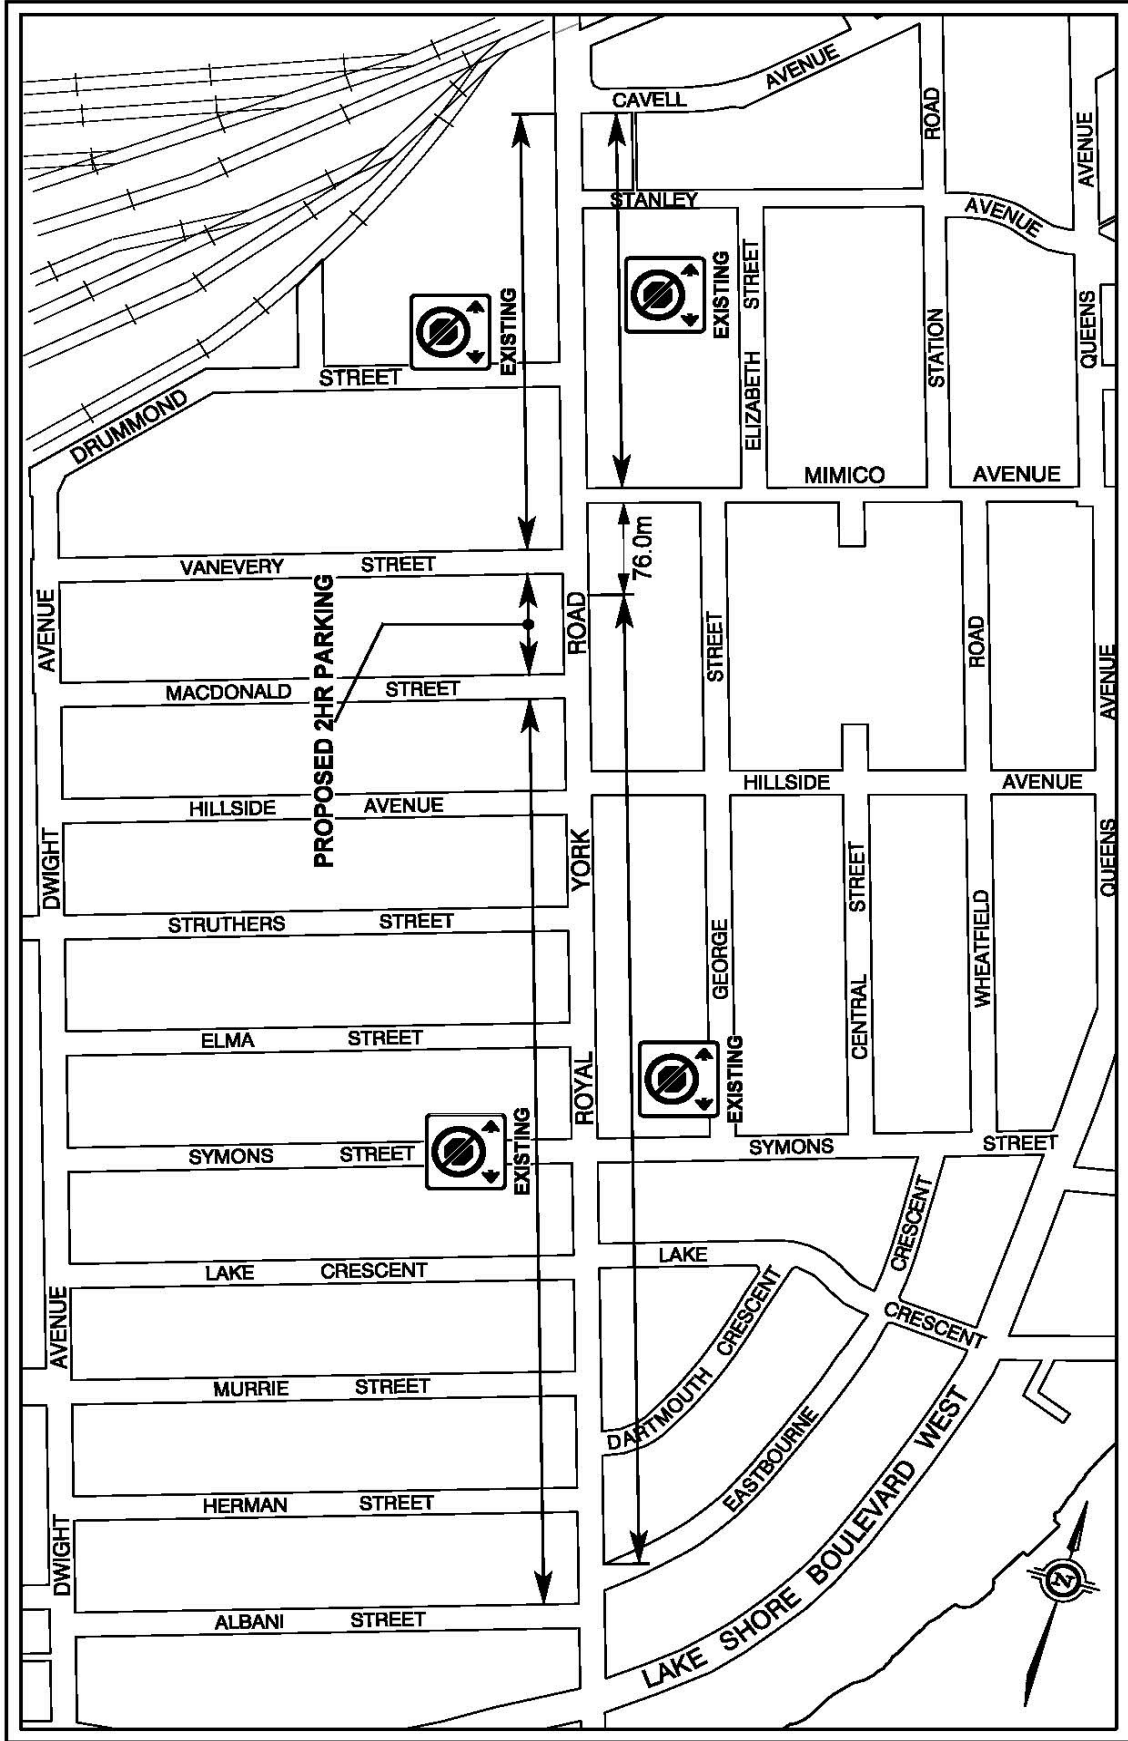 CAVELL
AVENUE
ROAD
AVENUE
STANLEY
AVENUE
EXISTING
EXISTING
STREET
ELIZABETH
STATION
QUEENS
DRUMMOND
STREET
MIMICO
AVENUE
76.0m
VANEVERY
STREET
AVENUE
PROPOSED 2HR PARKING
ROAD
STREET
ROAD
AVENUE
MACDONALD
STREET
HILLSIDE
AVENUE
HILLSIDE
AVENUE
DWIGHT
YORK
STREET
QUEENS
STRUTHERS
STREET
GEORGE
WHEATFIELD
CENTRAL
ELMA
STREET
ROYAL
EXISTING
EXISTING
SYMONS
STREET
SYMONS
STREET
LAKE
CRESCENT
LAKE
CRESCENT
CRESCENT
AVENUE
DARTMOUTH CRESCENT
MURRIE
STREET
EASTBOURNE
HERMAN
STREET
DWIGHT
LAKE SHORE BOULEVARD WEST
ALBANI
STREET
N